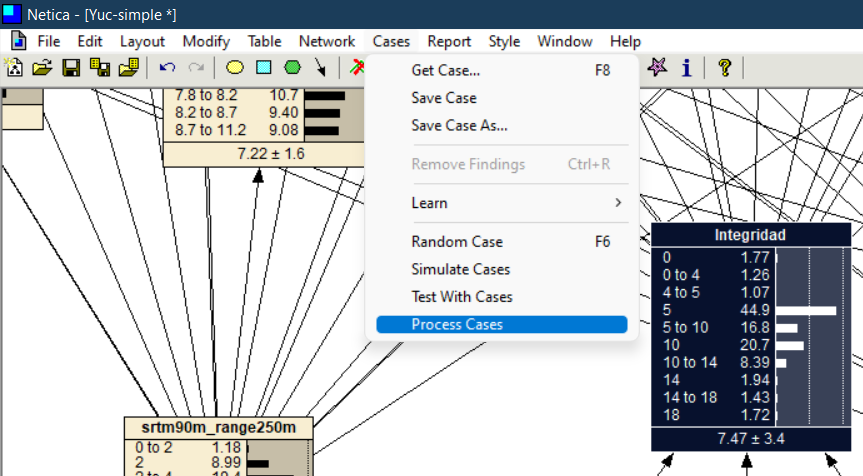 Netica - [Yuc-simple *]
File Edit Layout Modify Table Network Cases Report Style Window Help
Get Case... F8
Save Case
Save Case As...
Remove Findings Ctrl+R
Learn
Random Case F6
Simulate Cases
Test With Cases
Process Cases
7.8 to 8.2 10.7
8.2 to 8.7 9.40
8.7 to 11.2 9.08
7.22 ± 1.6
Integridad
0 1.77
0 to 4 1.26
4 to 5 1.07
5 44.9
5 to 10 16.8
10 20.7
10 to 14 8.39
14 1.94
14 to 18 1.43
18 1.72
7.47 ± 3.4
srtm90m_range250m
0 to 2 1.18
2 8.99